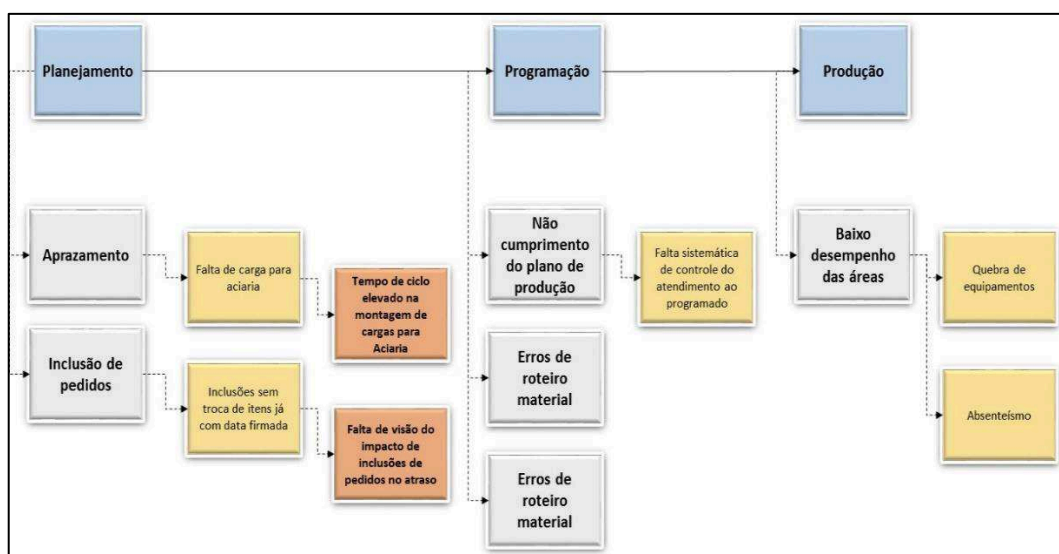 Planejamento
Programação
Produção
Aprazamento
Falta de carga para
aciaria
Tempo de ciclo
elevado na
montagem de
cargas para
Aciaria
Inclusão de
pedidos
Inclusões sem
troca de itens já
com data firmada
Falta de visão do
impacto de
inclusões de
pedidos no atraso
Não
cumprimento
do plano de
produção
Falta sistemática
de controle do
atendimento ao
programado
Erros de
roteiro
material
Erros de
roteiro
material
Baixo
desempenho
das áreas
Quebra de
equipamentos
Absenteísmo